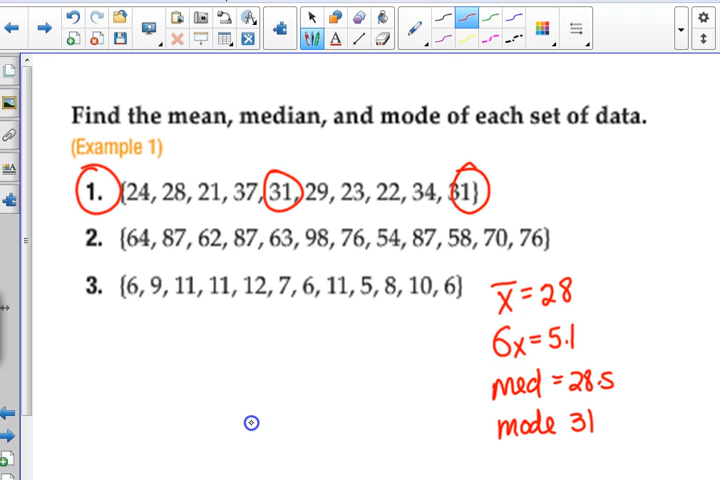 Find the mean, median, and mode of each set of data.
(Example 1)
1. {24, 28, 21, 37, 31, 29, 23, 22, 34, 31}
2. {64, 87, 62, 87, 63, 98, 76, 54, 87, 58, 70, 76}
3. {6, 9, 11, 11, 12, 7, 6, 11, 5, 8, 10, 6}
x̅ = 28
σx = 5.1
med = 28.5
mode 31